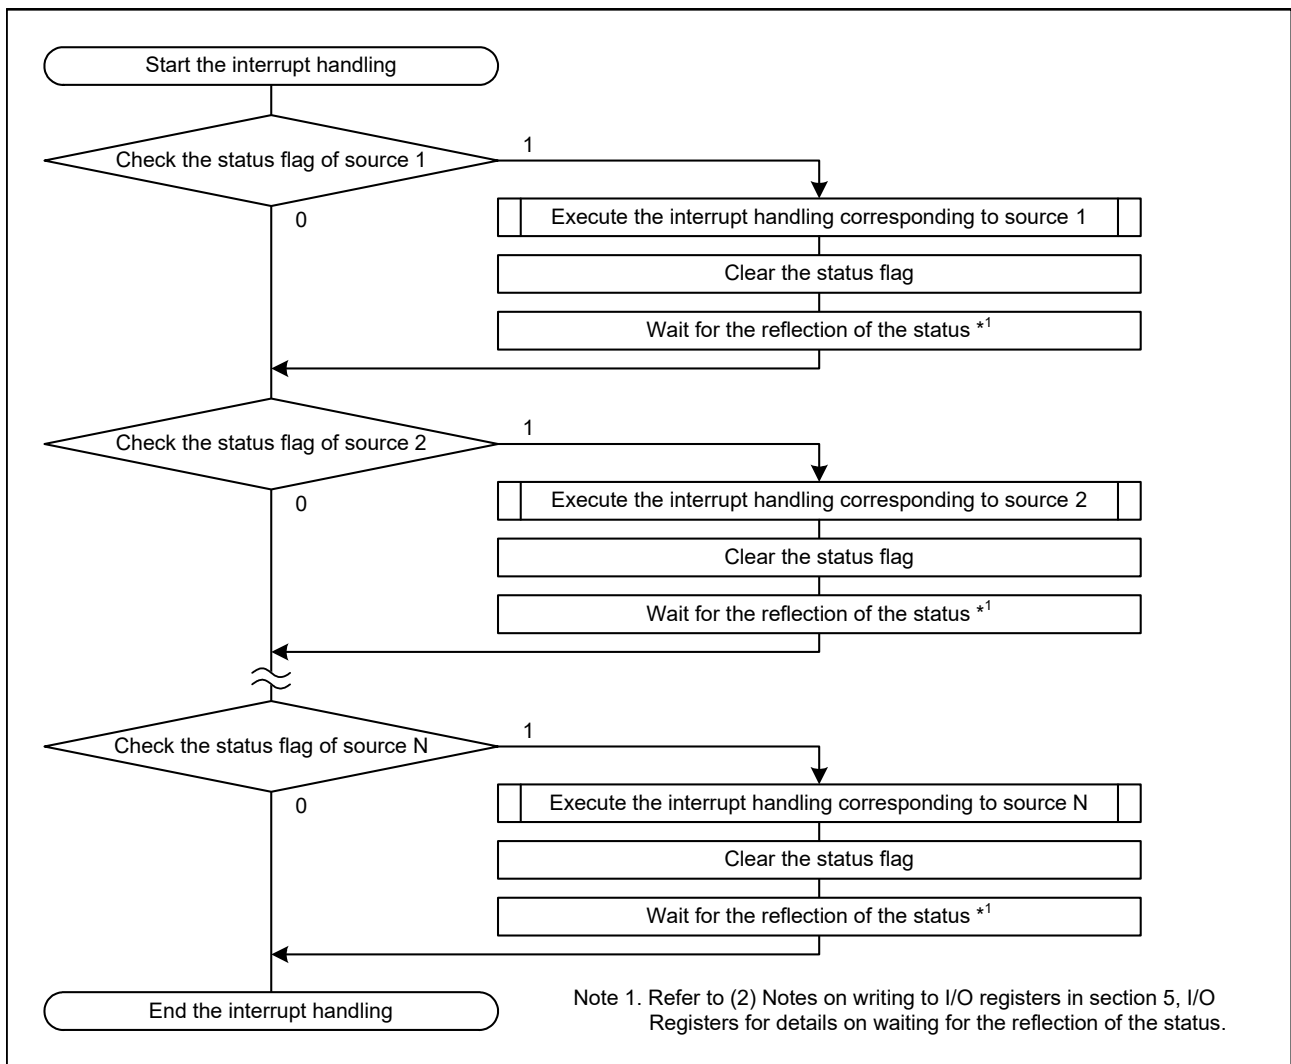 Start the interrupt handling
Check the status flag of source 1
1
0
Execute the interrupt handling corresponding to source 1
Clear the status flag
Wait for the reflection of the status *1
Check the status flag of source 2
1
0
Execute the interrupt handling corresponding to source 2
Clear the status flag
Wait for the reflection of the status *1
Check the status flag of source N
1
0
Execute the interrupt handling corresponding to source N
Clear the status flag
Wait for the reflection of the status *1
End the interrupt handling
Note 1. Refer to (2) Notes on writing to I/O registers in section 5, I/O
Registers for details on waiting for the reflection of the status.